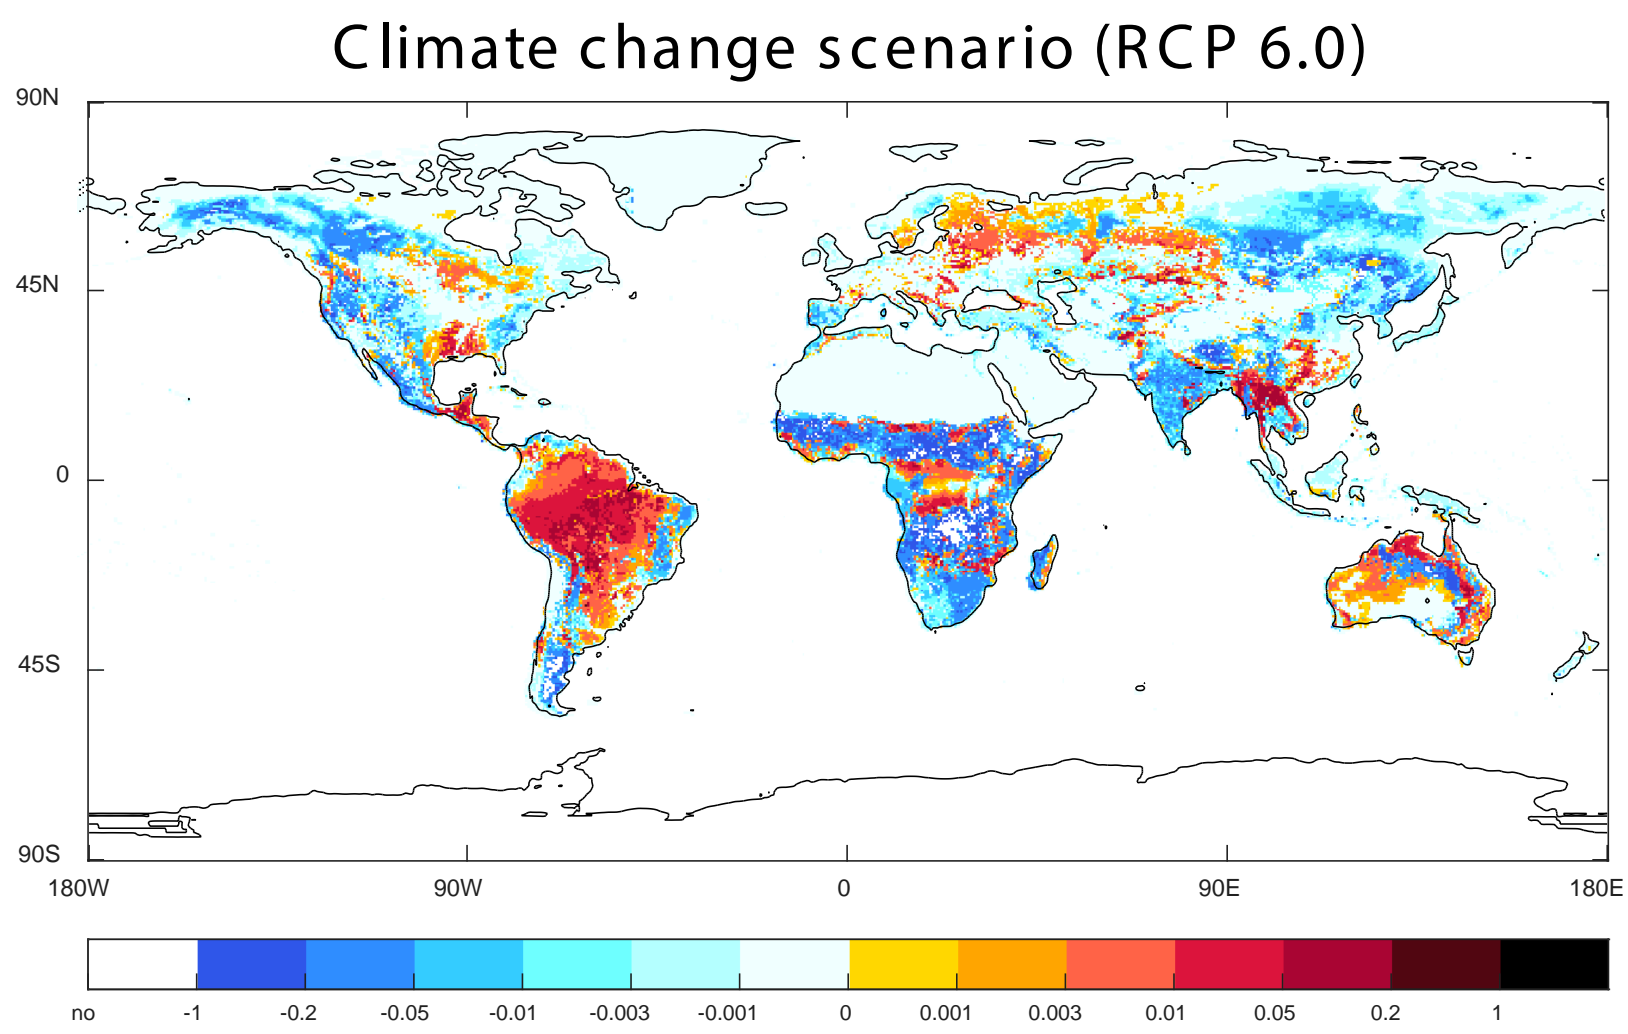 Climate change scenario (RCP 6.0)
90N
45N
0
45S
90S
180W 90W 0 90E 180E
no -1 -0.2 -0.05 -0.01 -0.003 -0.001 0 0.001 0.003 0.01 0.05 0.2 1